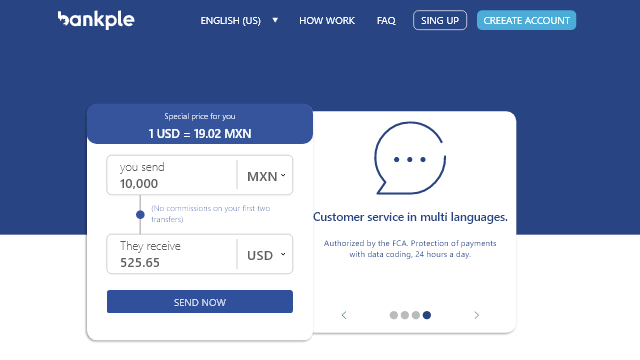 bankple
ENGLISH (US)
HOW WORK
FAQ
SING UP
CREEATE ACCOUNT
Special price for you
1 USD = 19.02 MXN
you send
10,000
MXN
(No commissions on your first two
transfers)
They receive
525.65
USD
SEND NOW
Customer service in multi languages.
Authorized by the FCA. Protection of payments
with data coding, 24 hours a day.